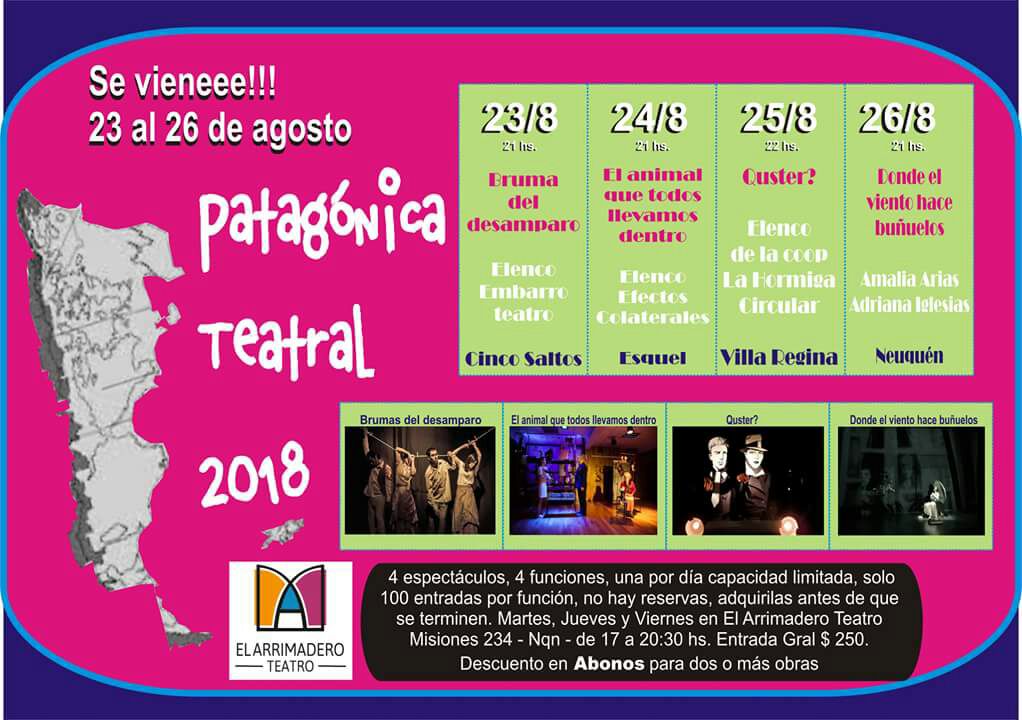 Se vieneee!!!
23 al 26 de agosto
Patagónica
Teatral
2018
23/8
21 hs.
Bruma
del
desamparo
Elenco
Embarro
teatro
Cinco Saltos
24/8
21 hs.
El animal
que todos
llevamos
dentro
Elenco
Efectos
Colaterales
Esquel
25/8
22 hs.
Quster?
Elenco
de la coop
La Hormiga
Circular
Villa Regina
26/8
21 hs.
Donde el
viento hace
buñuelos
Amalia Arias
Adriana Iglesias
Neuquén
Brumas del desamparo
El animal que todos llevamos dentro
Quster?
Donde el viento hace buñuelos
EL ARRIMADERO
TEATRO
4 espectáculos, 4 funciones, una por día capacidad limitada, solo
100 entradas por función, no hay reservas, adquirilas antes de que
se terminen. Martes, Jueves y Viernes en El Arrimadero Teatro
Misiones 234 - Nqn - de 17 a 20:30 hs. Entrada Gral $ 250.
Descuento en Abonos para dos o más obras